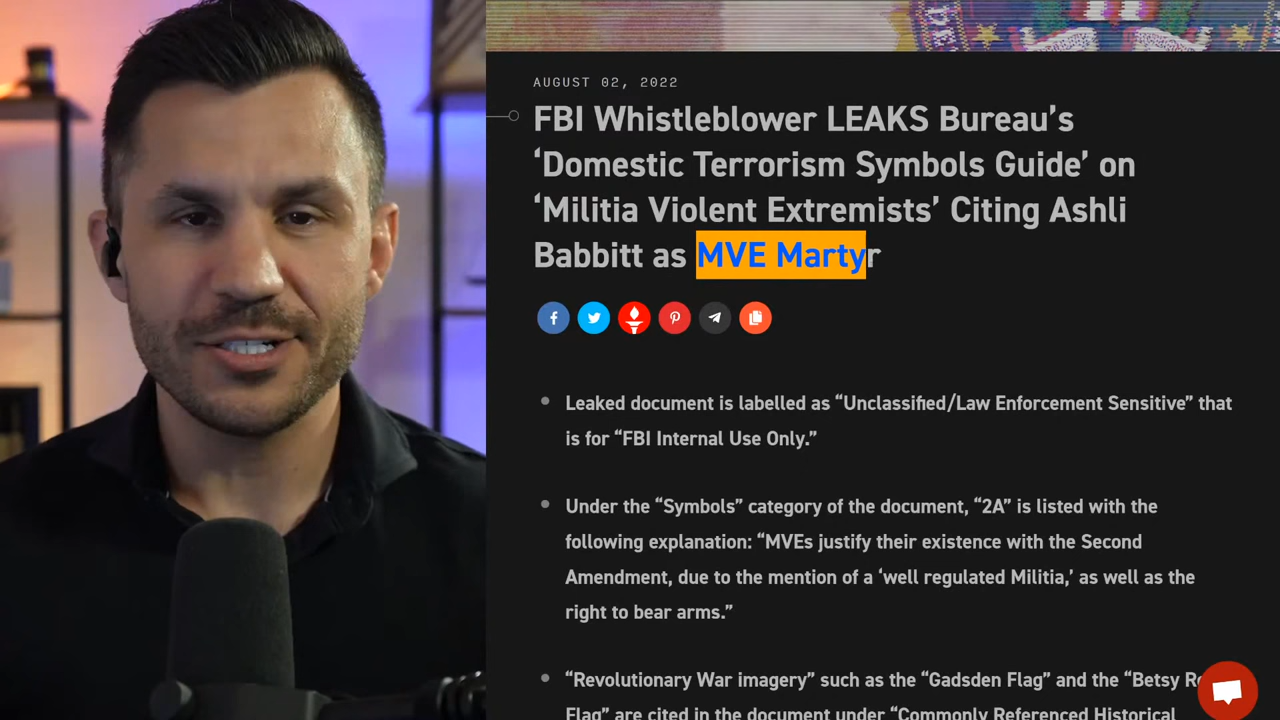 AUGUST 02, 2022
FBI Whistleblower LEAKS Bureau’s
‘Domestic Terrorism Symbols Guide’ on
‘Militia Violent Extremists’ Citing Ashli
Babbitt as MVE Martyr
Leaked document is labelled as “Unclassified/Law Enforcement Sensitive” that
is for “FBI Internal Use Only.”
Under the “Symbols” category of the document, “2A” is listed with the
following explanation: “MVEs justify their existence with the Second
Amendment, due to the mention of a ‘well regulated Militia,’ as well as the
right to bear arms.”
“Revolutionary War imagery” such as the “Gadsden Flag” and the “Betsy
Flag” are cited in the document under “Commonly Referenced Historical